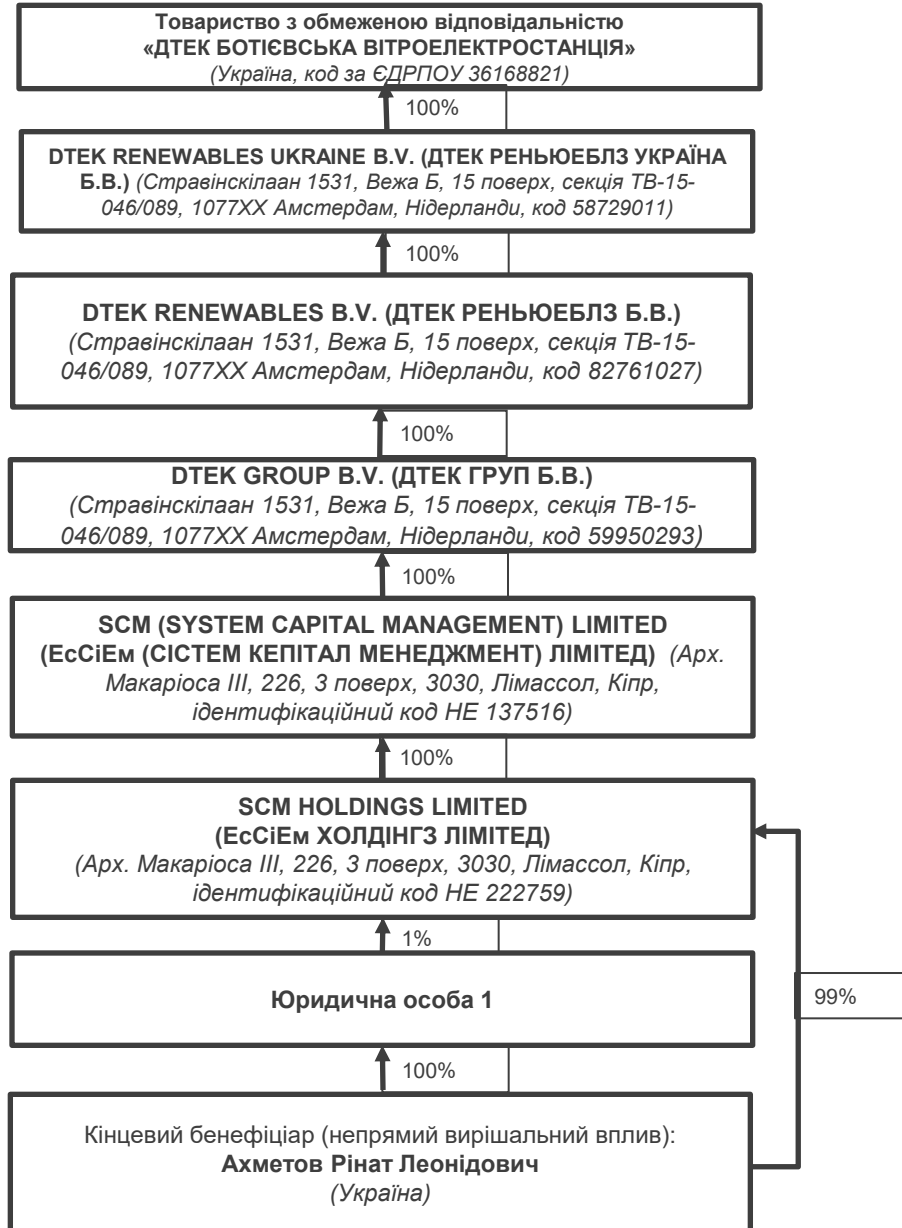 Товариство з обмеженою відповідальністю
«ДТЕК БОТІЄВСЬКА ВІТРОЕЛЕКТРОСТАНЦІЯ»
(Україна, код за ЄДРПОУ 36168821)
100%
DTEK RENEWABLES UKRAINE B.V. (ДТЕК РЕНЬЮЕБЛЗ УКРАЇНА
Б.В.) (Стравінскілаан 1531, Вежа Б, 15 поверх, секція ТВ-15-
046/089, 1077XX Амстердам, Нідерланди, код 58729011)
100%
DTEK RENEWABLES B.V. (ДТЕК РЕНЬЮЕБЛЗ Б.В.)
(Стравінскілаан 1531, Вежа Б, 15 поверх, секція ТВ-15-
046/089, 1077XX Амстердам, Нідерланди, код 82761027)
100%
DTEK GROUP B.V. (ДТЕК ГРУП Б.В.)
(Стравінскілаан 1531, Вежа Б, 15 поверх, секція ТВ-15-
046/089, 1077XX Амстердам, Нідерланди, код 59950293)
100%
SCM (SYSTEM CAPITAL MANAGEMENT) LIMITED
(ЕсСіЕм (СІСТЕМ КЕПІТАЛ МЕНЕДЖМЕНТ) ЛІМІТЕД) (Арх.
Макаріоса III, 226, 3 поверх, 3030, Лімассол, Кіпр,
ідентифікаційний код НЕ 137516)
100%
SCM HOLDINGS LIMITED
(ЕсСіЕм ХОЛДІНГЗ ЛІМІТЕД)
(Арх. Макаріоса III, 226, 3 поверх, 3030, Лімассол, Кіпр,
ідентифікаційний код НЕ 222759)
1%
Юридична особа 1
99%
100%
Кінцевий бенефіціар (непрямий вирішальний вплив):
Ахметов Рінат Леонідович
(Україна)